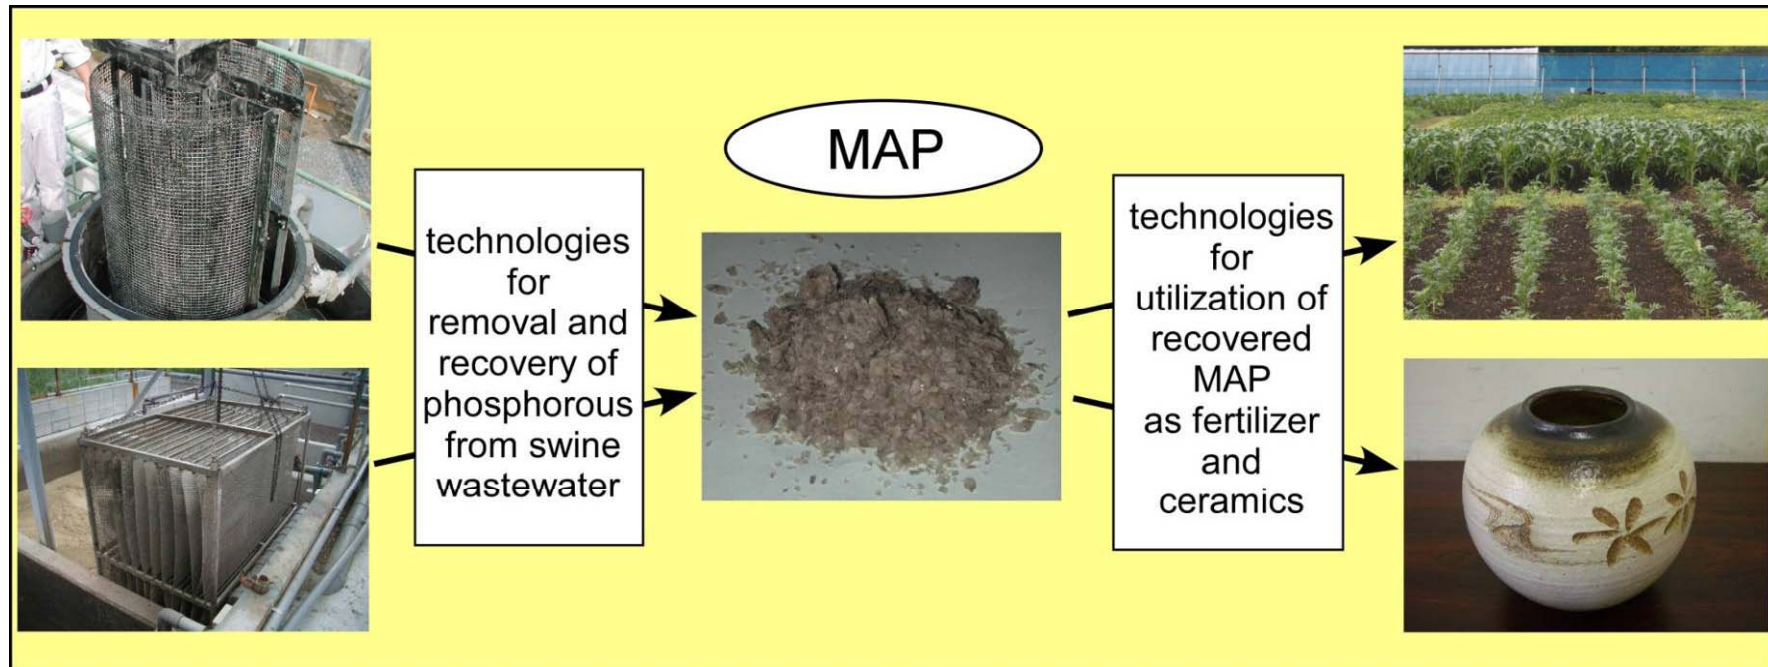 technologies
for
removal and
recovery of
phosphorous
from swine
wastewater
MAP
technologies
for
utilization of
recovered
MAP
as fertilizer
and
ceramics